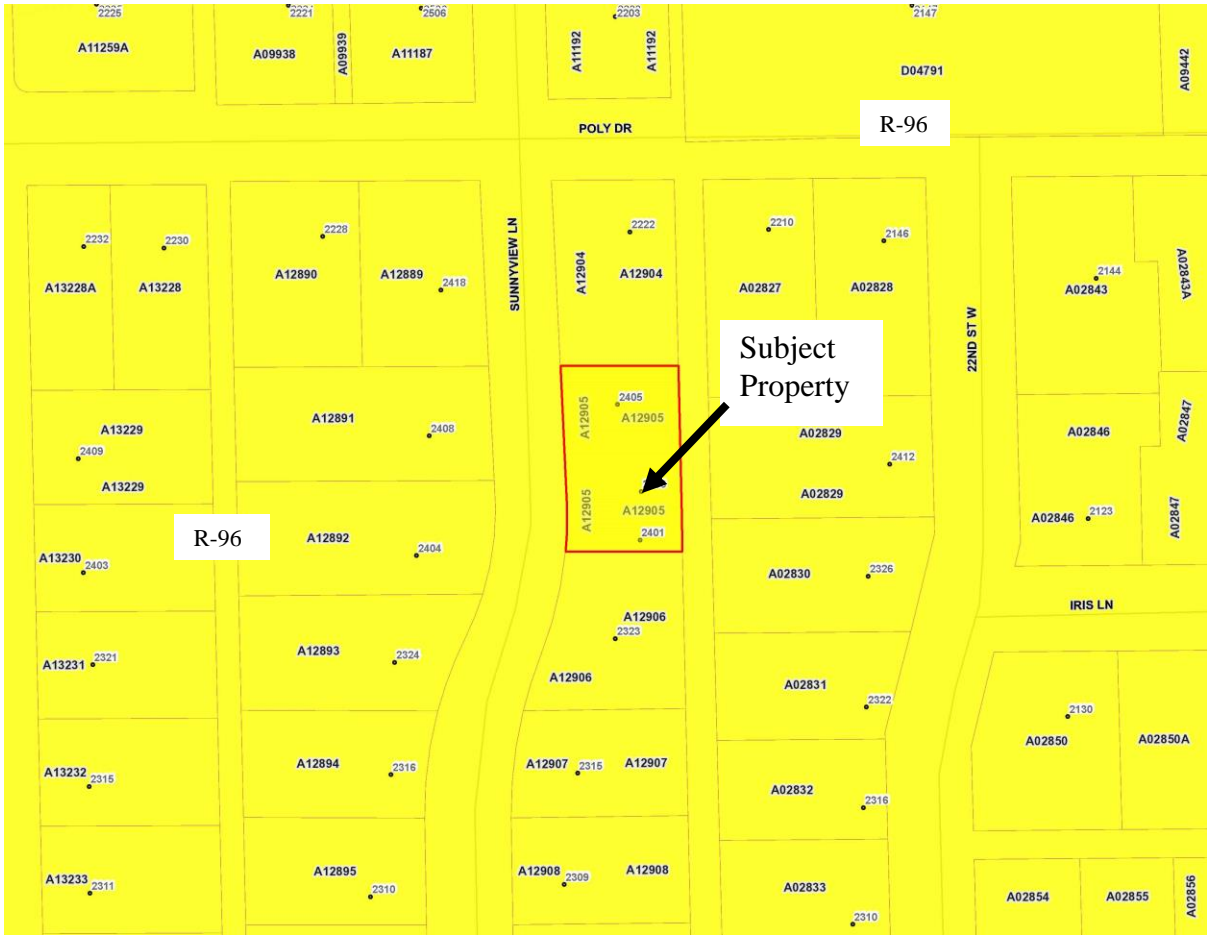 2225
2221
2506
2203
2147
A11259A
A09938
A09939
A11187
A11192
A11192
D04791
A09442
POLY DR
R-96
2232
2230
2228
2222
2210
2146
SUNNYVIEW LN
A13228A
A13228
A12890
A12889
2418
A12904
A12904
A02827
A02828
2144
A02843
A02843A
22ND ST W
Subject
Property
A13229
2409
A13229
A12891
2408
A12905
2405
A12905
A02829
2412
A02829
A02846
A02847
A12905
A12905
2401
A02846
2123
A02847
R-96
A13230
2403
A12892
2404
A02830
2326
IRIS LN
A12906
2323
A12906
A13231
2321
A12893
2324
A02831
2322
2130
A02850
A02850A
A13232
2315
A12894
2316
A12907
2315
A12907
A02832
2316
A13233
2311
A12895
2310
A12908
2309
A12908
A02833
2310
A02854
A02855
A02856